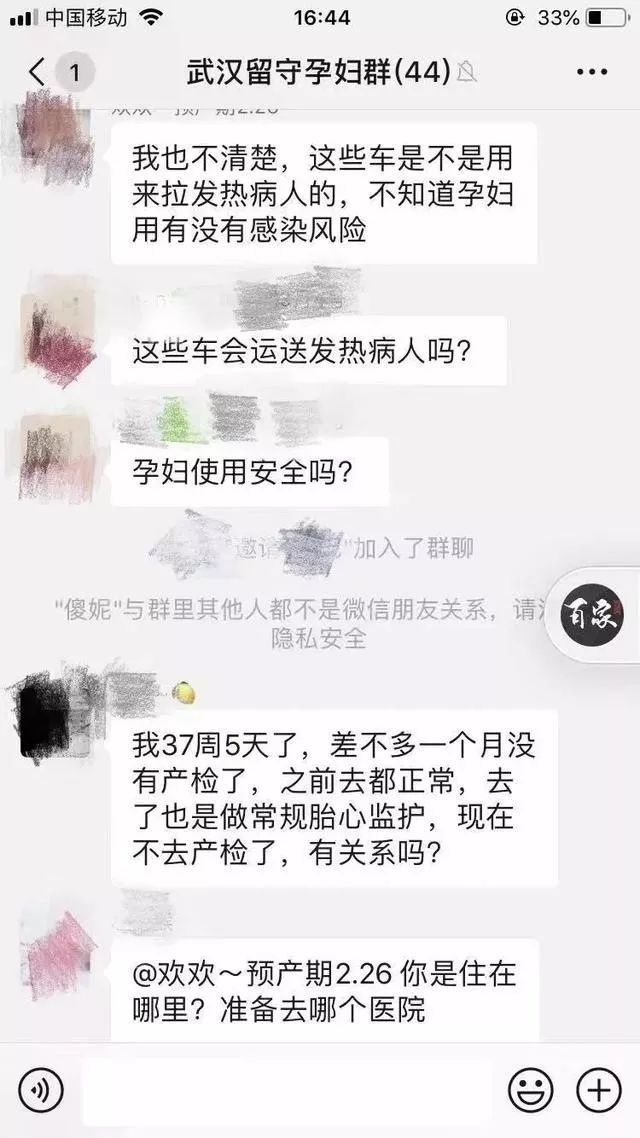 中国移动
16:44
33%
1
武汉留守孕妇群(44)
欢欢～预产期2.26
我也不清楚，这些车是不是用
来拉发热病人的，不知道孕妇
用有没有感染风险
这些车会运送发热病人吗？
孕妇使用安全吗？
邀请 "加入了群聊
"傻妮"与群里其他人都不是微信朋友关系，请注
隐私安全
百家
我37周5天了，差不多一个月没
有产检了，之前去都正常，去
了也是做常规胎心监护，现在
不去产检了，有关系吗？
@欢欢～预产期2.26 你是住在
哪里？准备去哪个医院